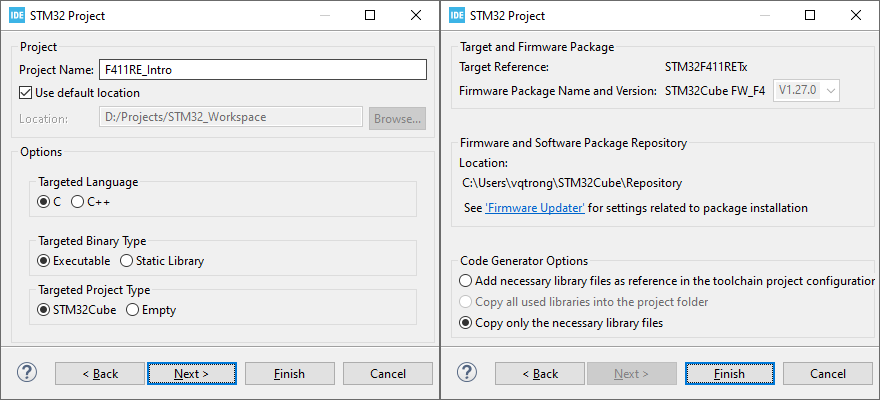 IDE STM32 Project
Project
Project Name: F411RE_Intro
Use default location
Location: D:/Projects/STM32_Workspace Browse...
Options
Targeted Language
C C++
Targeted Binary Type
Executable Static Library
Targeted Project Type
STM32Cube Empty
? < Back Next > Finish Cancel
IDE STM32 Project
Target and Firmware Package
Target Reference: STM32F411RETx
Firmware Package Name and Version: STM32Cube FW_F4 V1.27.0
Firmware and Software Package Repository
Location:
C:\Users\vqtrong\STM32Cube\Repository
See 'Firmware Updater' for settings related to package installation
Code Generator Options
Add necessary library files as reference in the toolchain project configuration
Copy all used libraries into the project folder
Copy only the necessary library files
? < Back Next > Finish Cancel